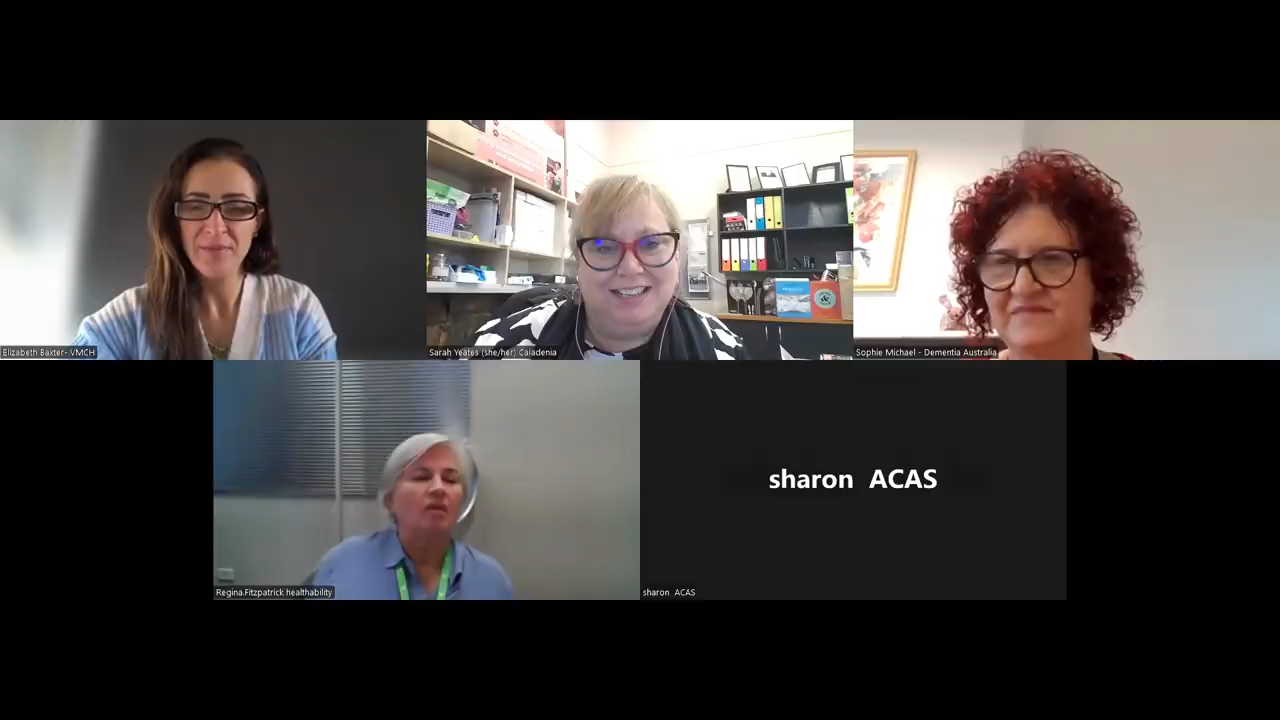 Elizabeth Baxter- VMCH
Sarah Yeates (she/her) Caladenia
Sophie Michael - Dementia Australia
Regina.Fitzpatrick healthability
sharon ACAS
sharon ACAS